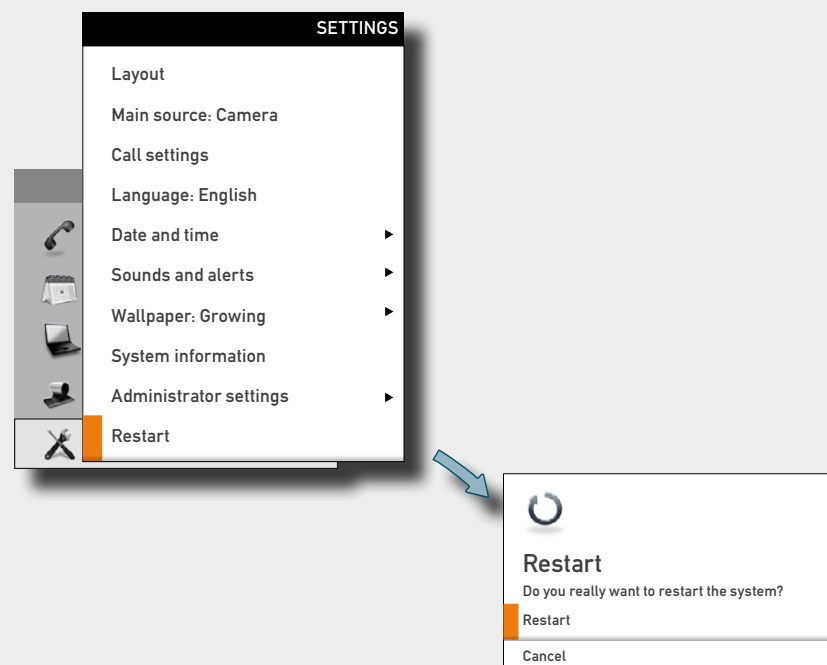 SETTINGS
Layout
Main source: Camera
Call settings
Language: English
Date and time
Sounds and alerts
Wallpaper: Growing
System information
Administrator settings
Restart
Restart
Do you really want to restart the system?
Restart
Cancel